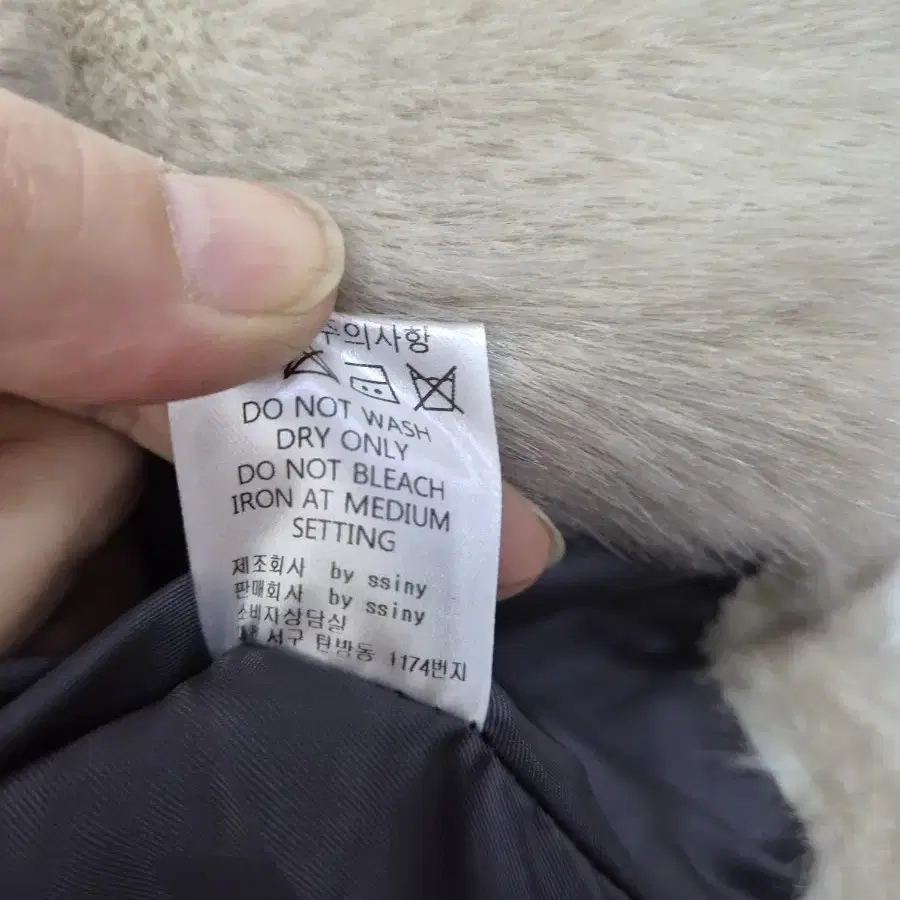 주의사항
DO NOT WASH
DRY ONLY
DO NOT BLEACH
IRON AT MEDIUM
SETTING
제조회사 by ssiny
판매회사 by ssiny
소비자상담실
서구 탄방동 1174번지